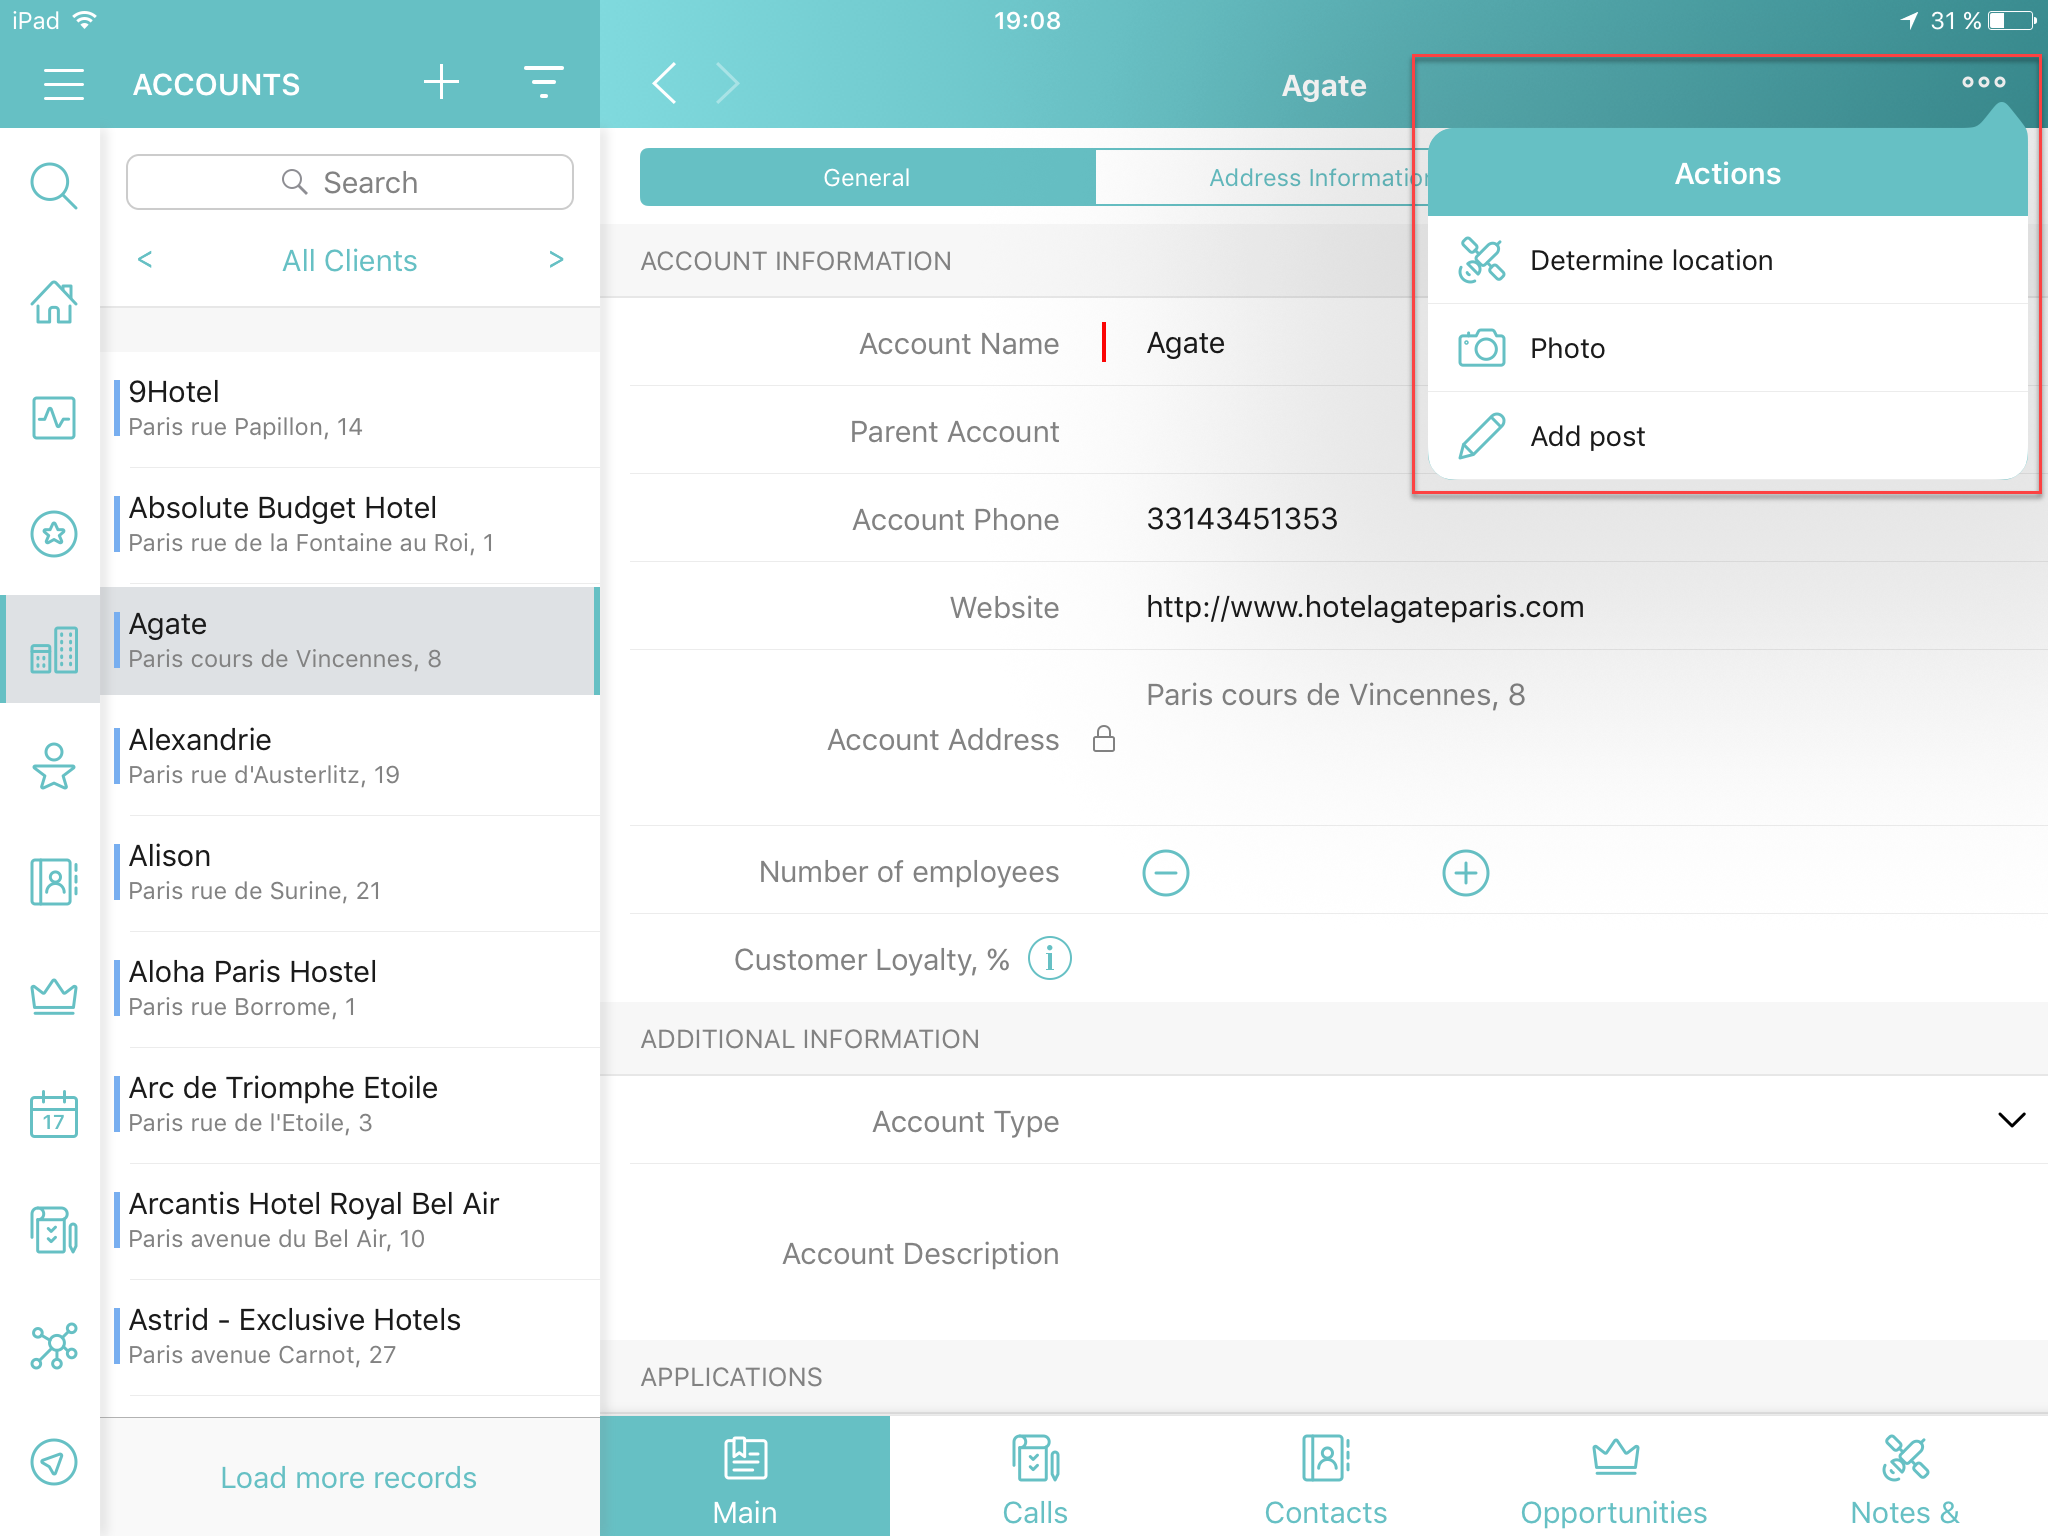 iPad
19:08
31 %
ACCOUNTS
Agate
Search
< All Clients >
9Hotel
Paris rue Papillon, 14
Absolute Budget Hotel
Paris rue de la Fontaine au Roi, 1
Agate
Paris cours de Vincennes, 8
Alexandrie
Paris rue d'Austerlitz, 19
Alison
Paris rue de Surine, 21
Aloha Paris Hostel
Paris rue Borrome, 1
Arc de Triomphe Etoile
Paris rue de l'Etoile, 3
Arcantis Hotel Royal Bel Air
Paris avenue du Bel Air, 10
Astrid - Exclusive Hotels
Paris avenue Carnot, 27
Load more records
17
General
Address Information
ACCOUNT INFORMATION
Account Name
Agate
Parent Account
Account Phone
33143451353
Website
http://www.hotelagateparis.com
Account Address
Paris cours de Vincennes, 8
Number of employees
Customer Loyalty, %
i
ADDITIONAL INFORMATION
Account Type
Account Description
APPLICATIONS
Actions
Determine location
Photo
Add post
Main
Calls
Contacts
Opportunities
Notes &